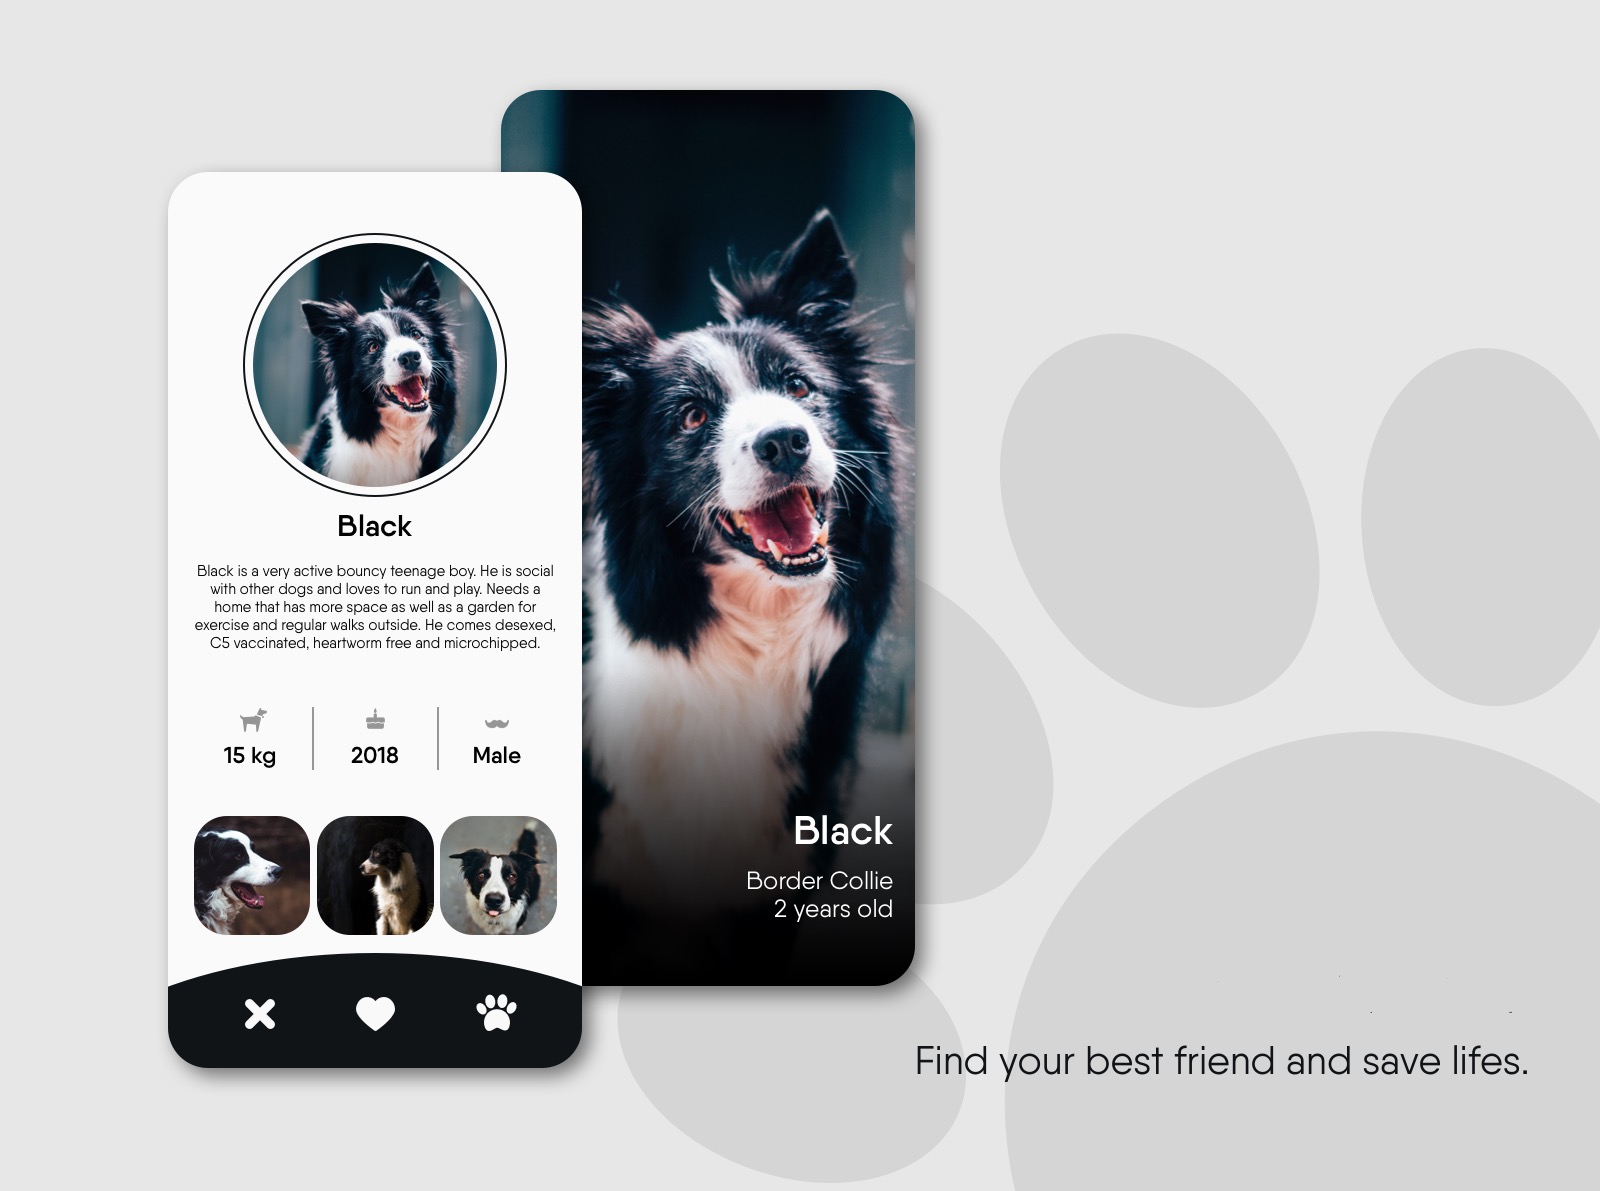 Black
Black is a very active bouncy teenage boy. He is social
with other dogs and loves to run and play. Needs a
home that has more space as well as a garden for
exercise and regular walks outside. He comes desexed,
C5 vaccinated, heartworm free and microchipped.
15 kg
2018
Male
Black
Border Collie
2 years old
Find your best friend and save lifes.